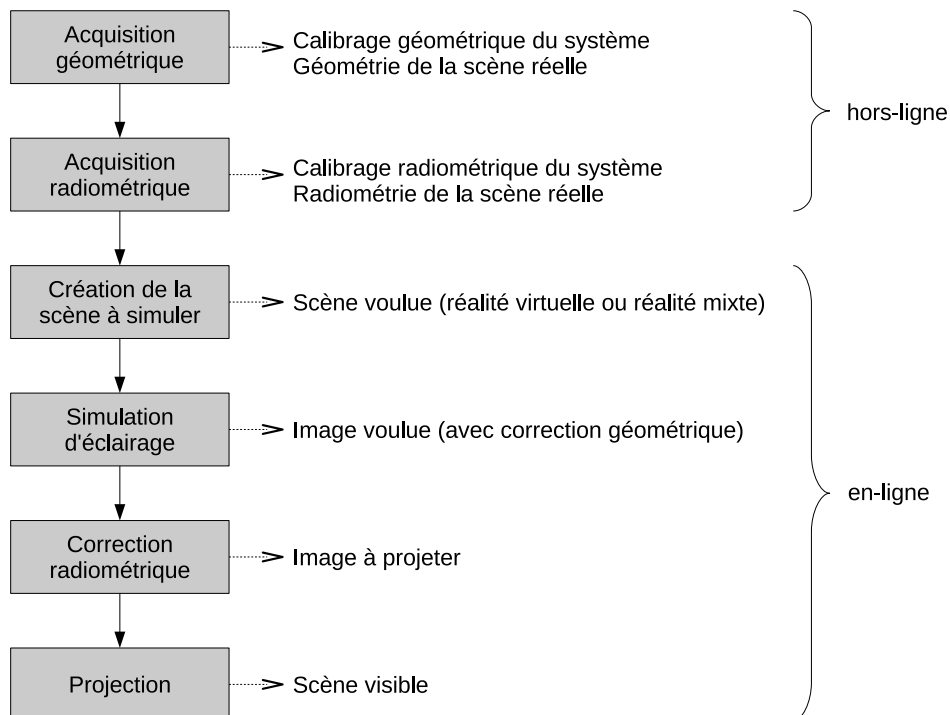 Acquisition
géométrique
Calibrage géométrique du système
Géométrie de la scène réelle
hors-ligne
Acquisition
radiométrique
Calibrage radiométrique du système
Radiométrie de la scène réelle
Création de la
scène à simuler
Scène voulue (réalité virtuelle ou réalité mixte)
Simulation
d'éclairage
Image voulue (avec correction géométrique)
en-ligne
Correction
radiométrique
Image à projeter
Projection
Scène visible